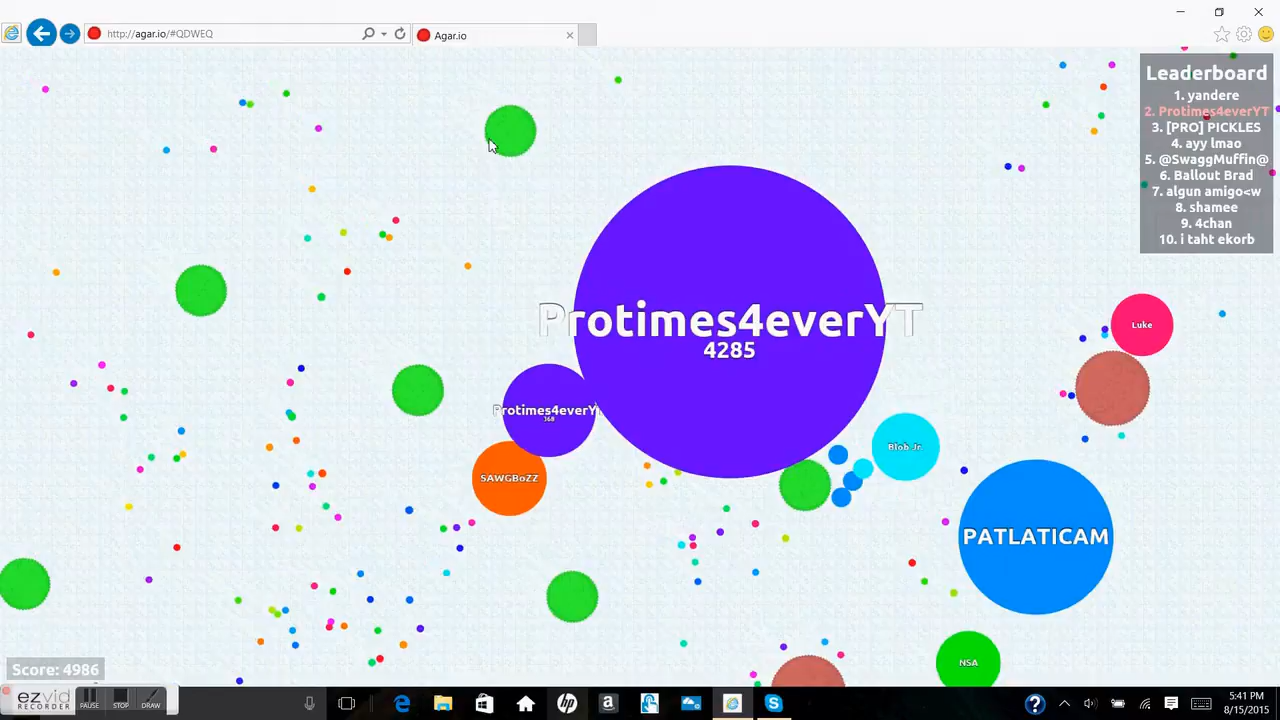 http://agar.io/#QDWEQ
Agar.io
Leaderboard
1. yandere
2. Protimes4everYT
3. [PRO] PICKLES
4. ayy lmao
5. @SwaggMuffin@
6. Ballout Brad
7. algun amigo<w
8. shamee
9. 4chan
10. i taht ekorb
Protimes4everYT
4285
Luke
Protimes4everY
368
Blob Jr
SAWGBoZZ
PATLATICAM
NSA
Score: 4986
ezvid
RECORDER
PAUSE
STOP
DRAW
hp
a
?
5:41 PM
8/15/2015